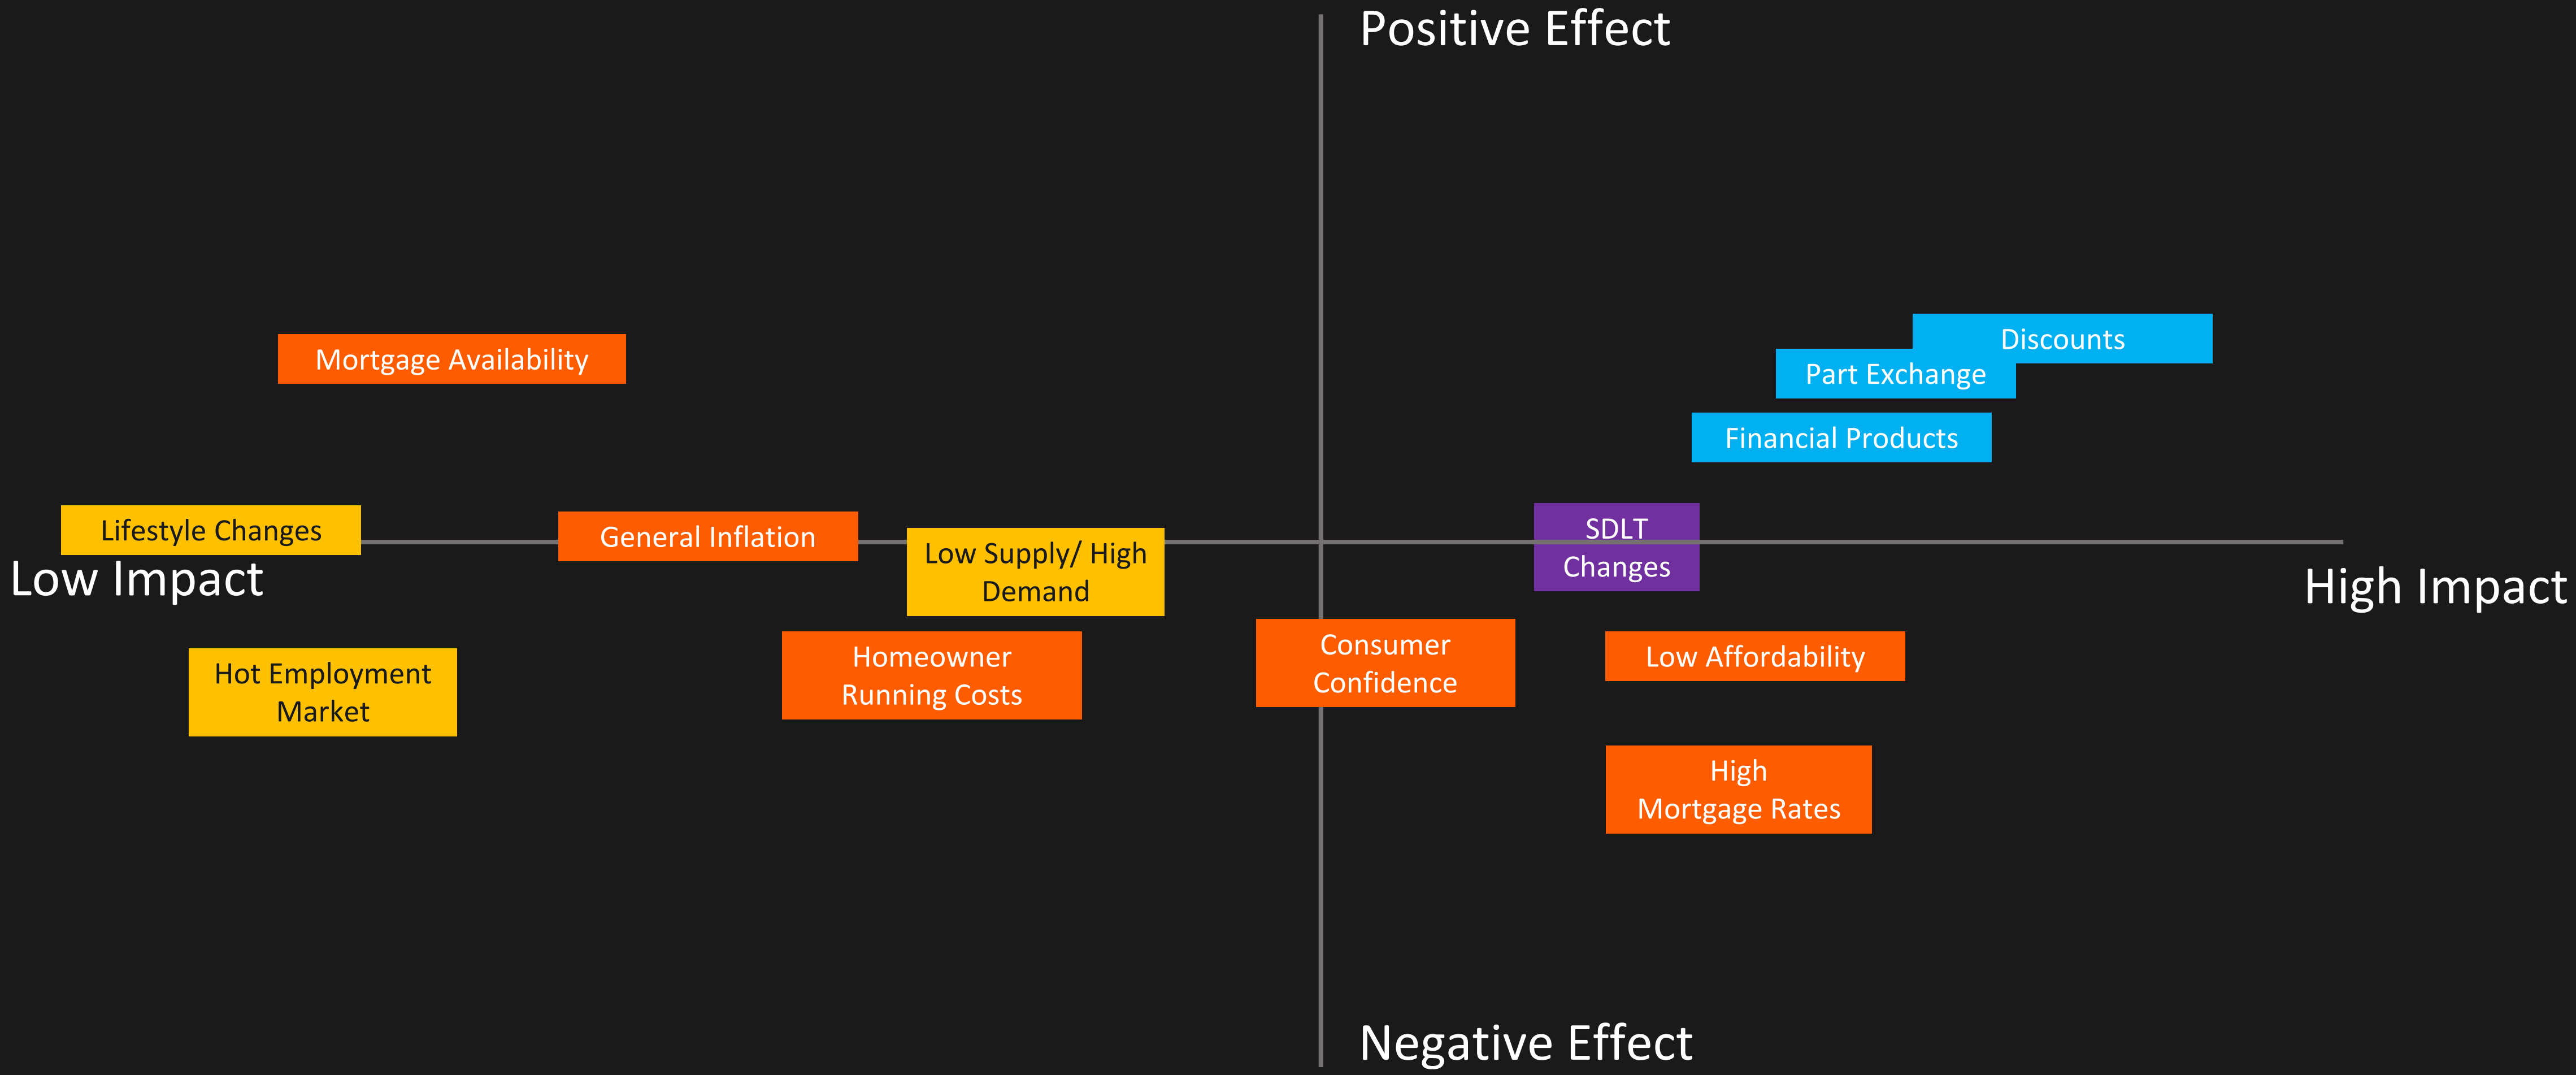 Positive Effect
Discounts
Mortgage Availability
Part Exchange
Financial Products
Lifestyle Changes
General Inflation
Low Supply/ High
Demand
SDLT
Changes
Low Impact
High Impact
Hot Employment
Market
Homeowner
Running Costs
Consumer
Confidence
Low Affordability
High
Mortgage Rates
Negative Effect